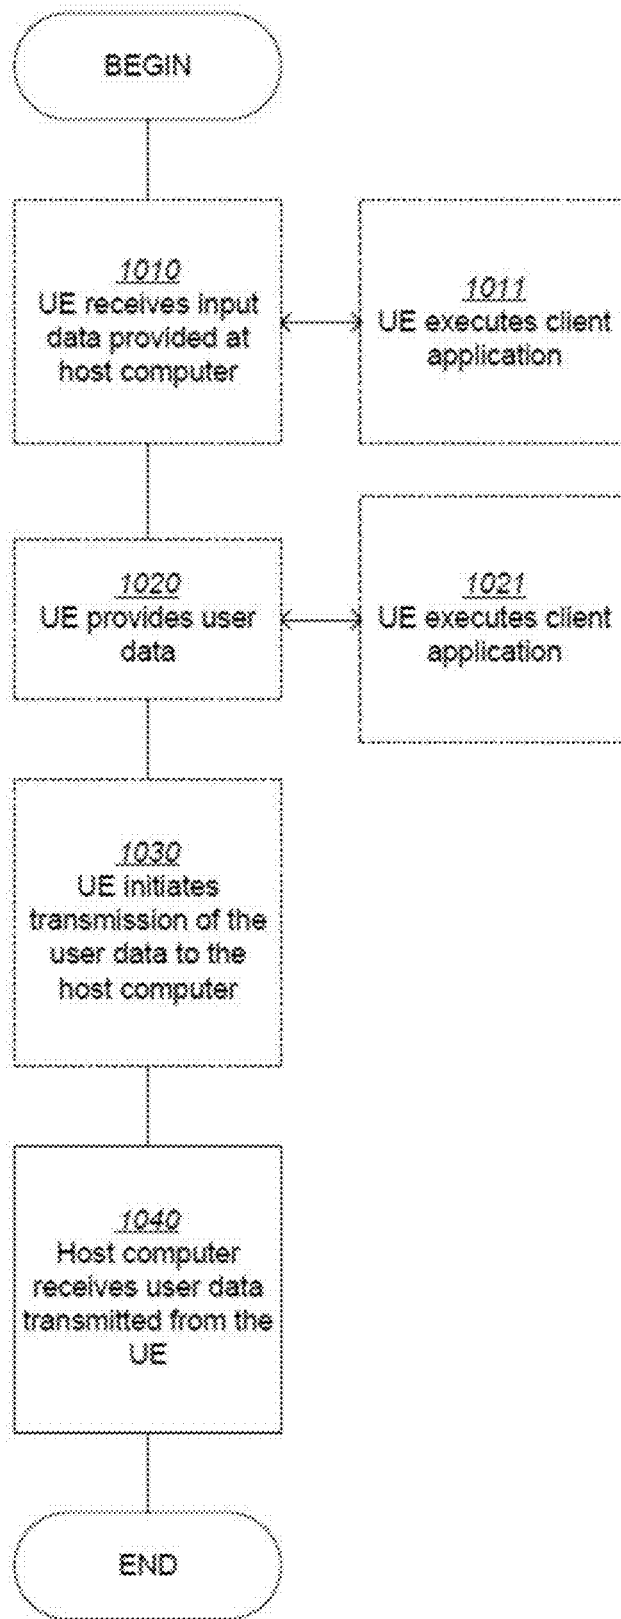 BEGIN
1010
UE receives input
data provided at
host computer
1011
UE executes client
application
1020
UE provides user
data
1021
UE executes client
application
1030
UE initiates
transmission of the
user data to the
host computer
1040
Host computer
receives user data
transmitted from the
UE
END